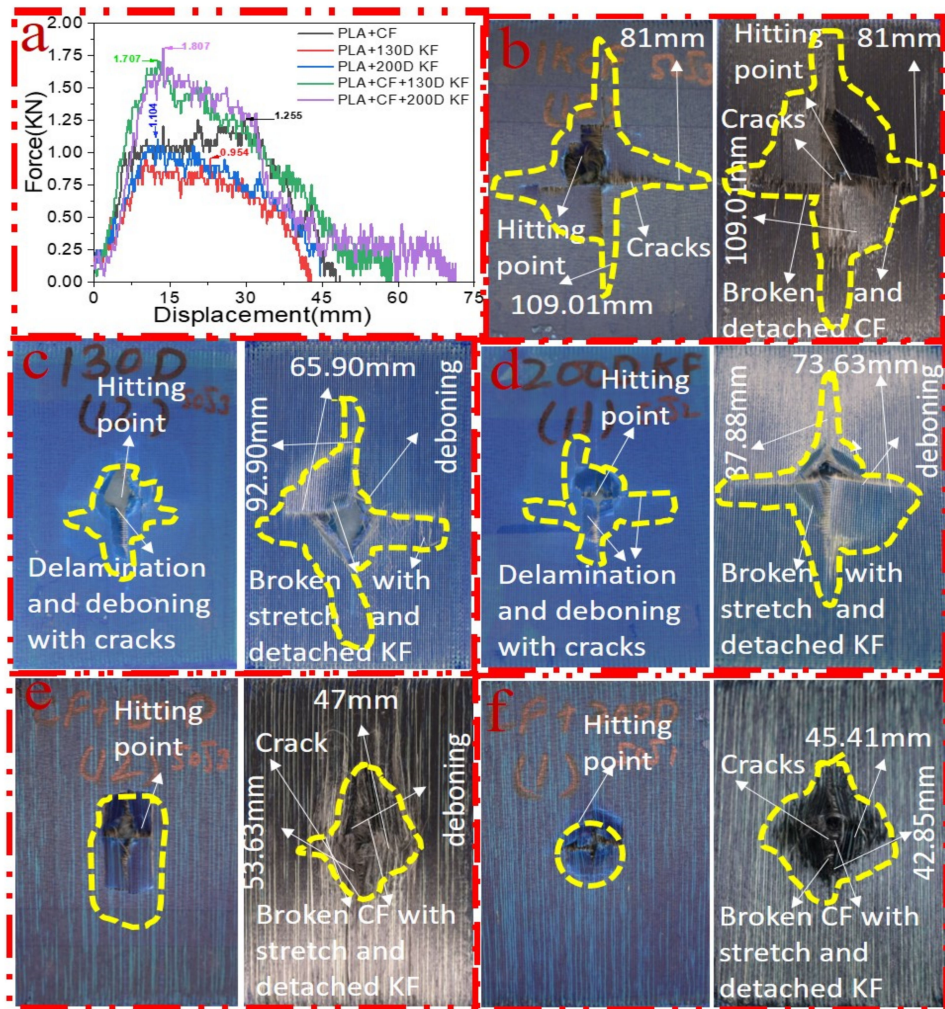 a
2.00
1.75
1.50
1.25
1.00
0.75
0.50
0.25
0.00
Force(KN)
0
15
30
45
60
75
Displacement(mm)
1.707
1.807
1.104
1.255
0.954
PLA+CF
PLA+130D KF
PLA+200D KF
PLA+CF+130D KF
PLA+CF+200D KF
b
81mm
Hitting
point
Cracks
109.01mm
Hitting
point
81mm
Cracks
109.01mm
Broken and
detached CF
c
130D
(12)
Hitting
point
Delamination
and deboning
with cracks
65.90mm
92.90mm
deboning
Broken with
stretch and
detached KF
d
200D KF
(11)
Hitting
point
Delamination
and deboning
with cracks
73.63mm
87.88mm
deboning
Broken with
stretch and
detached KF
e
Hitting
point
47mm
Crack
53.63mm
deboning
Broken CF with
stretch and
detached KF
f
Hitting
point
45.41mm
Cracks
42.85mm
Broken CF with
stretch and
detached KF